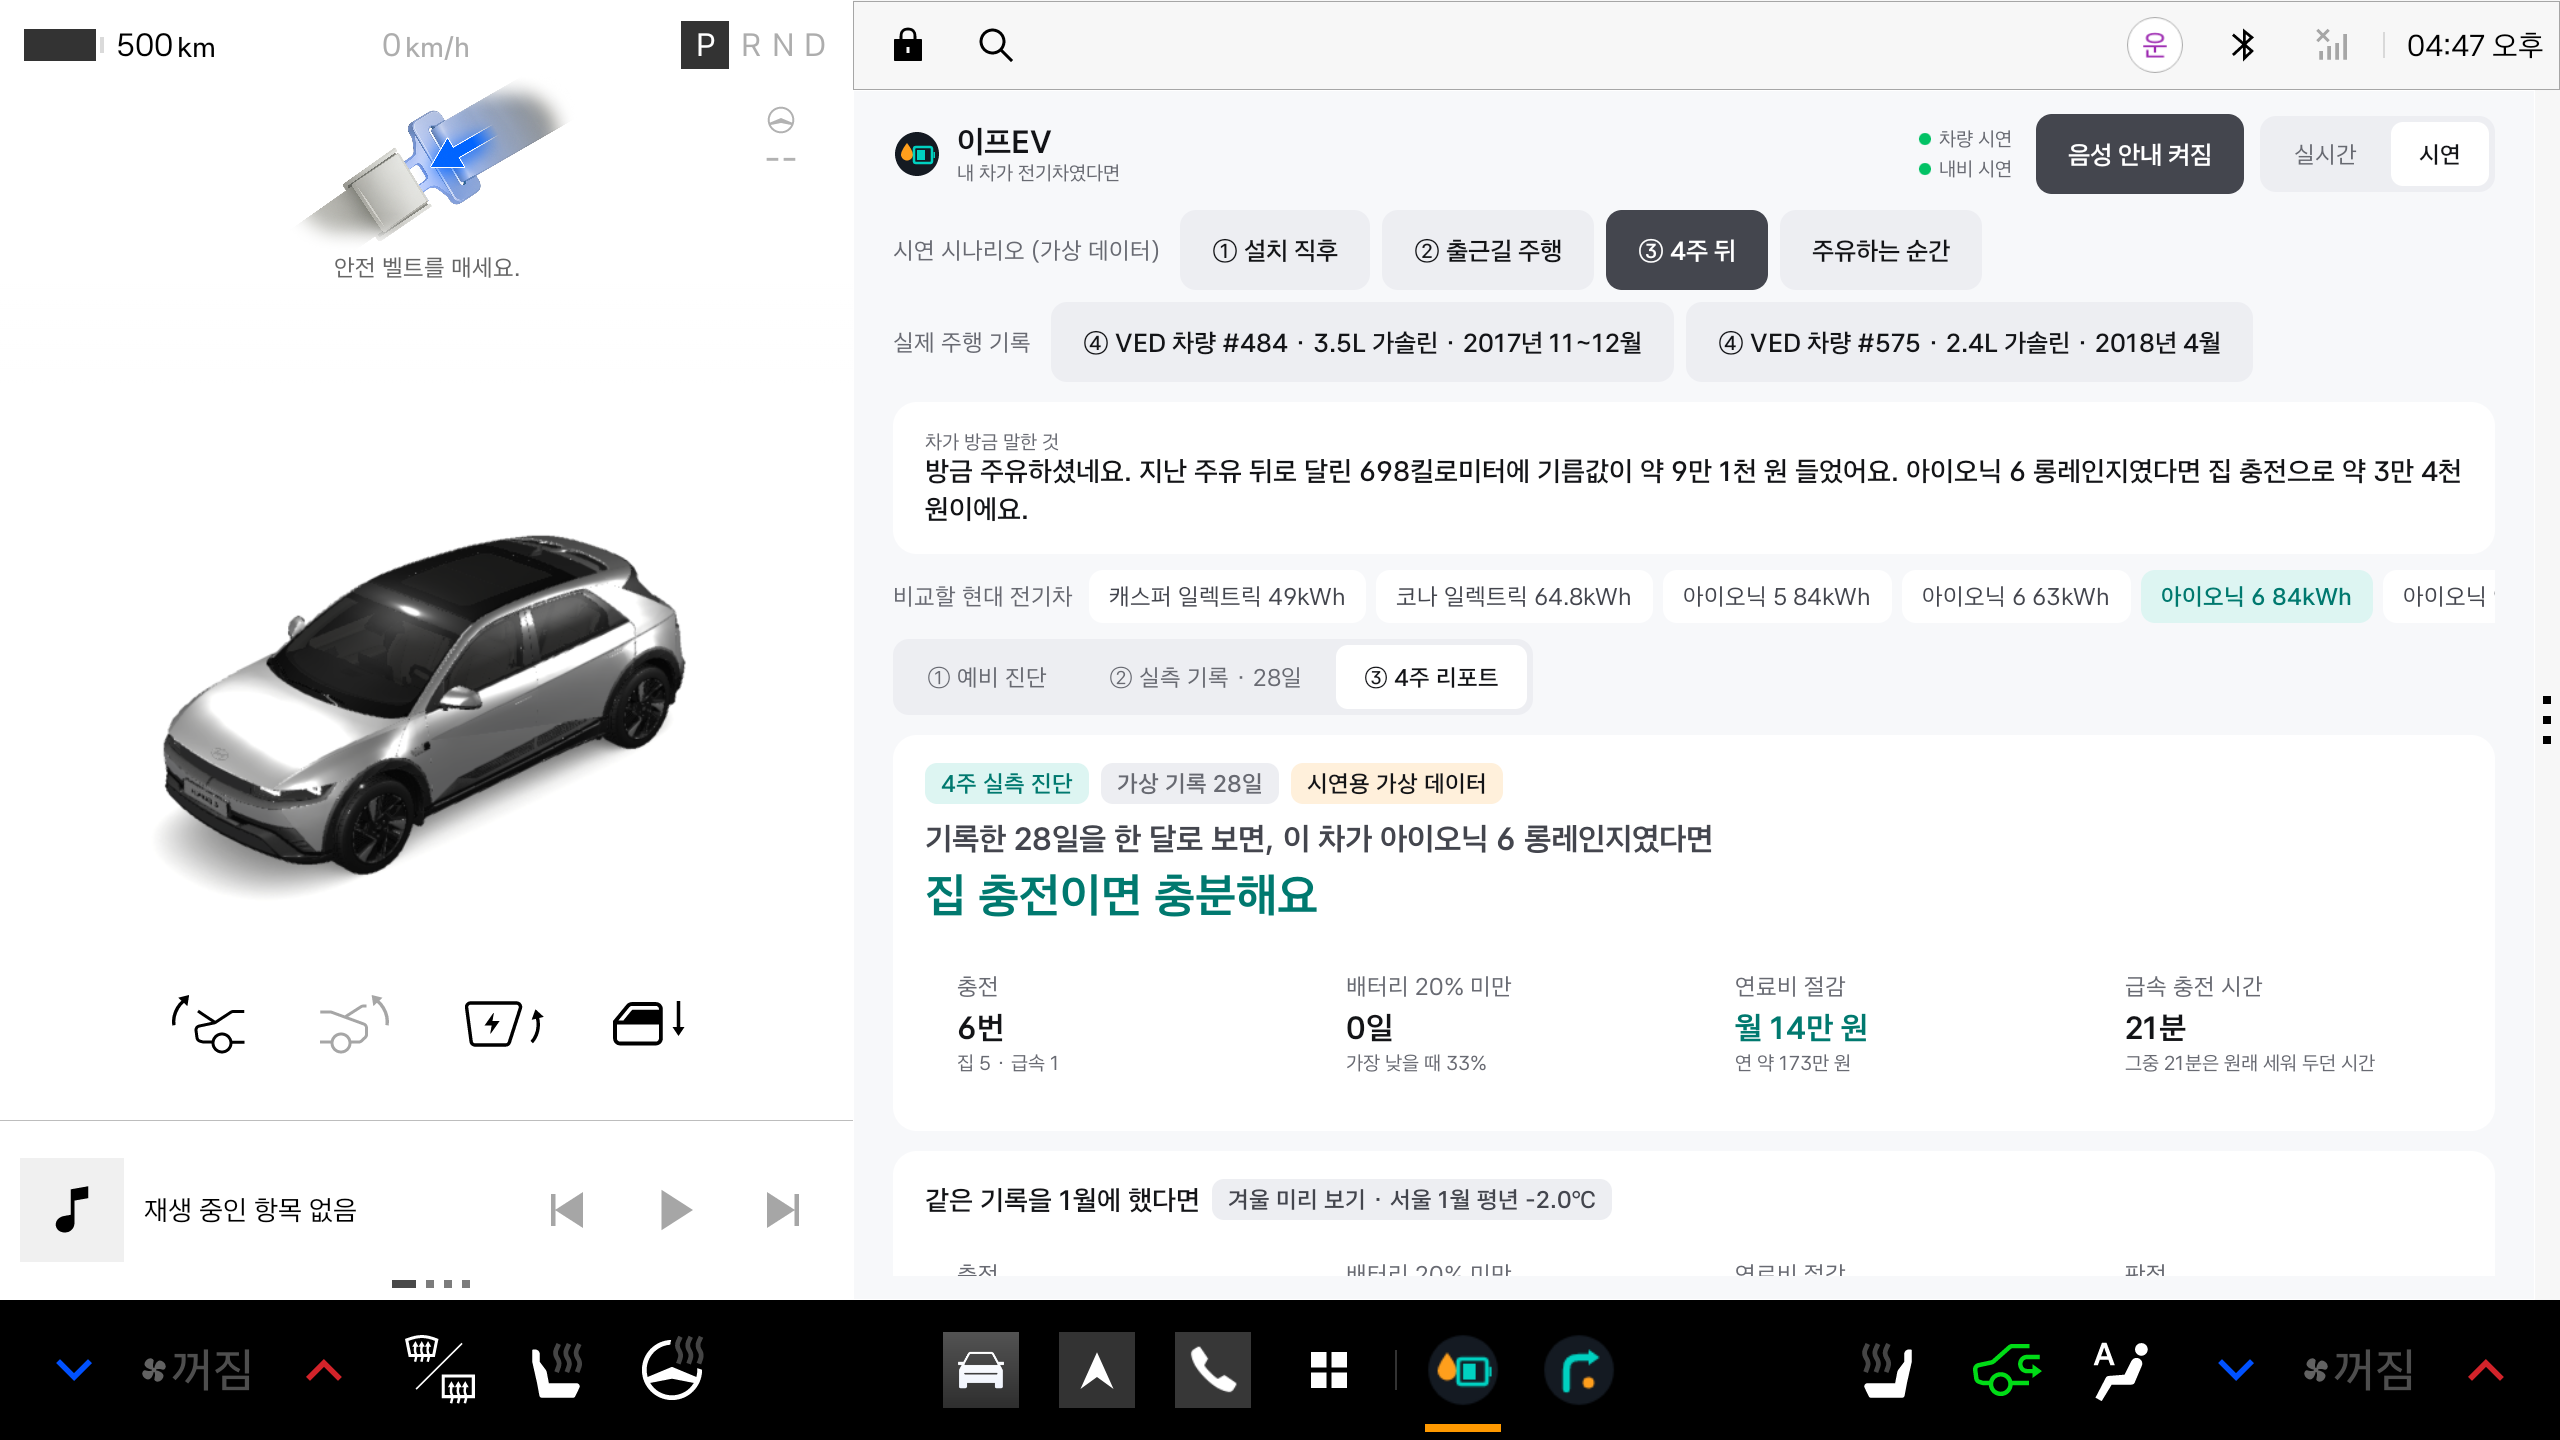 500 km
0 km/h
P R N D
안전 벨트를 매세요.
재생 중인 항목 없음
운
04:47 오후
이프EV
내 차가 전기차였다면
차량 시연
내비 시연
음성 안내 켜짐
실시간
시연
시연 시나리오 (가상 데이터)
① 설치 직후
② 출근길 주행
③ 4주 뒤
주유하는 순간
실제 주행 기록
④ VED 차량 #484 · 3.5L 가솔린 · 2017년 11~12월
④ VED 차량 #575 · 2.4L 가솔린 · 2018년 4월
차가 방금 말한 것
방금 주유하셨네요. 지난 주유 뒤로 달린 698킬로미터에 기름값이 약 9만 1천 원 들었어요. 아이오닉 6 롱레인지였다면 집 충전으로 약 3만 4천
원이에요.
비교할 현대 전기차
캐스퍼 일렉트릭 49kWh
코나 일렉트릭 64.8kWh
아이오닉 5 84kWh
아이오닉 6 63kWh
아이오닉 6 84kWh
아이오닉
① 예비 진단
② 실측 기록 · 28일
③ 4주 리포트
4주 실측 진단
가상 기록 28일
시연용 가상 데이터
기록한 28일을 한 달로 보면, 이 차가 아이오닉 6 롱레인지였다면
집 충전이면 충분해요
충전
6번
집 5 · 급속 1
배터리 20% 미만
0일
가장 낮을 때 33%
연료비 절감
월 14만 원
연 약 173만 원
급속 충전 시간
21분
그중 21분은 원래 세워 두던 시간
같은 기록을 1월에 했다면
겨울 미리 보기 · 서울 1월 평년 -2.0℃
충전
배터리 20% 미만
연료비 절감
판정
꺼짐
A
꺼짐